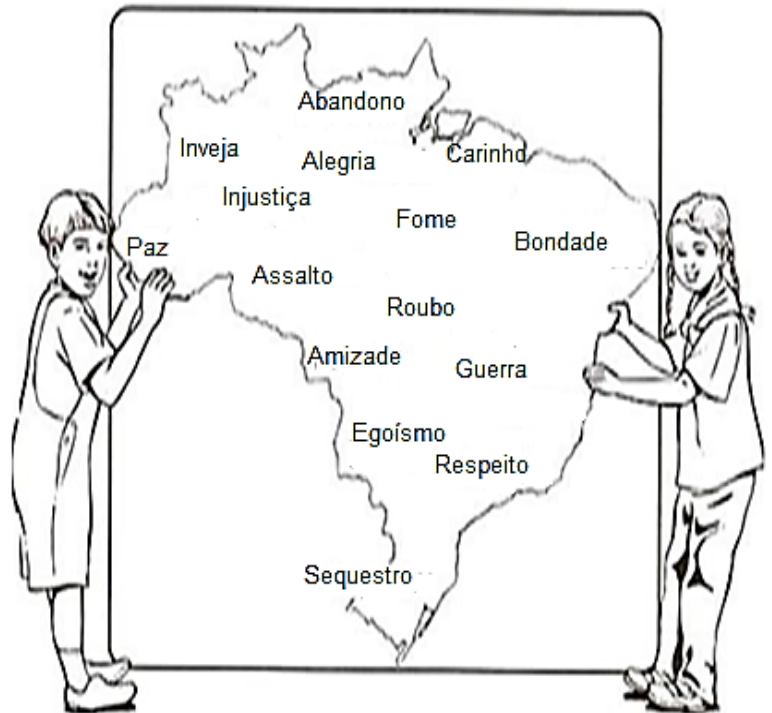 Abandono
Inveja
Alegria
Carinho
Injustiça
Fome
Paz
Bondade
Assalto
Roubo
Amizade
Guerra
Egoísmo
Respeito
Sequestro